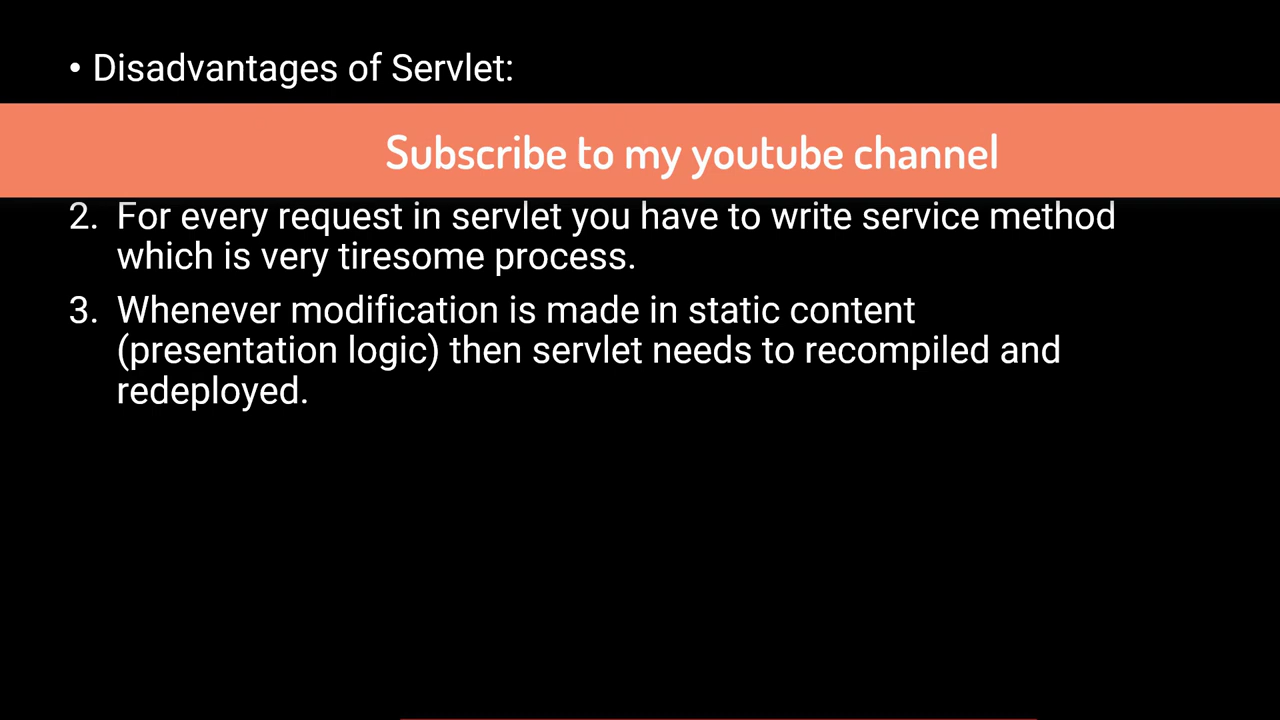 • Disadvantages of Servlet:
Subscribe to my youtube channel
2. For every request in servlet you have to write service method
which is very tiresome process.
3. Whenever modification is made in static content
(presentation logic) then servlet needs to recompiled and
redeployed.